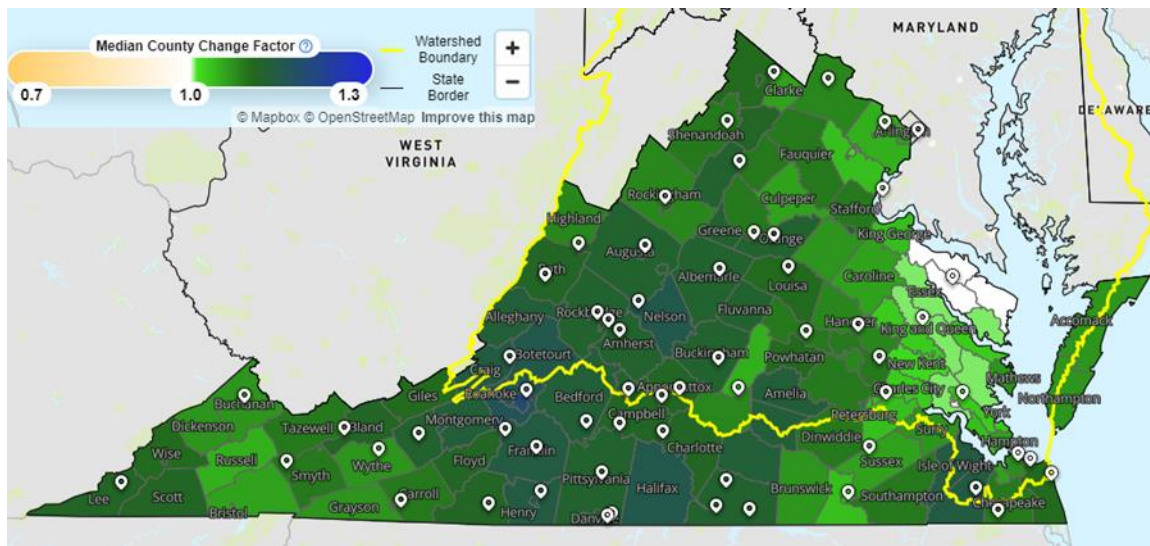 Median County Change Factor ?
0.7
1.0
1.3
Watershed
Boundary
State
Border
+
−
© Mapbox © OpenStreetMap Improve this map
MARYLAND
DELAWARE
WEST
VIRGINIA
Clarke
Arlington
Shenandoah
Fauquier
Rockingham
Culpeper
Stafford
Highland
Greene
Orange
King George
Augusta
Bath
Albemarle
Louisa
Caroline
Essex
Alleghany
Rockbridge
Nelson
Fluvanna
Hanover
King and Queen
Accomack
Amherst
Botetourt
Buckingham
Powhatan
New Kent
Craig
Mathews
Giles
Roanoke
Bedford
Appomattox
Amelia
Charles City
Northampton
Buchanan
Montgomery
Campbell
Petersburg
York
Dickenson
Tazewell
Bland
Charlotte
Dinwiddie
Surry
Hampton
Wise
Russell
Smyth
Wythe
Floyd
Franklin
Sussex
Isle of Wight
Pittsylvania
Halifax
Brunswick
Southampton
Lee
Scott
Bristol
Grayson
Carroll
Henry
Danville
Chesapeake